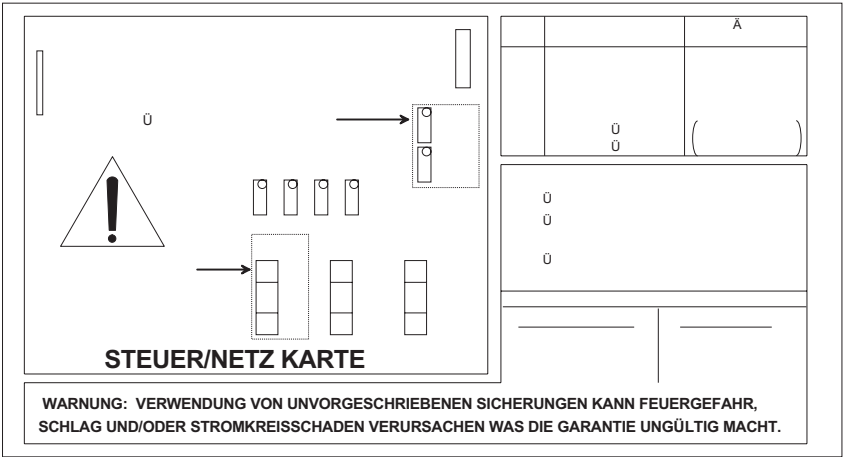 Ä
Ü
Ü
Ü
Ü
Ü
Ü
STEUER/NETZ KARTE
WARNUNG: VERWENDUNG VON UNVORGESCHRIEBENEN SICHERUNGEN KANN FEUERGEFAHR,
SCHLAG UND/ODER STROMKREISSCHADEN VERURSACHEN WAS DIE GARANTIE UNGÜLTIG MACHT.